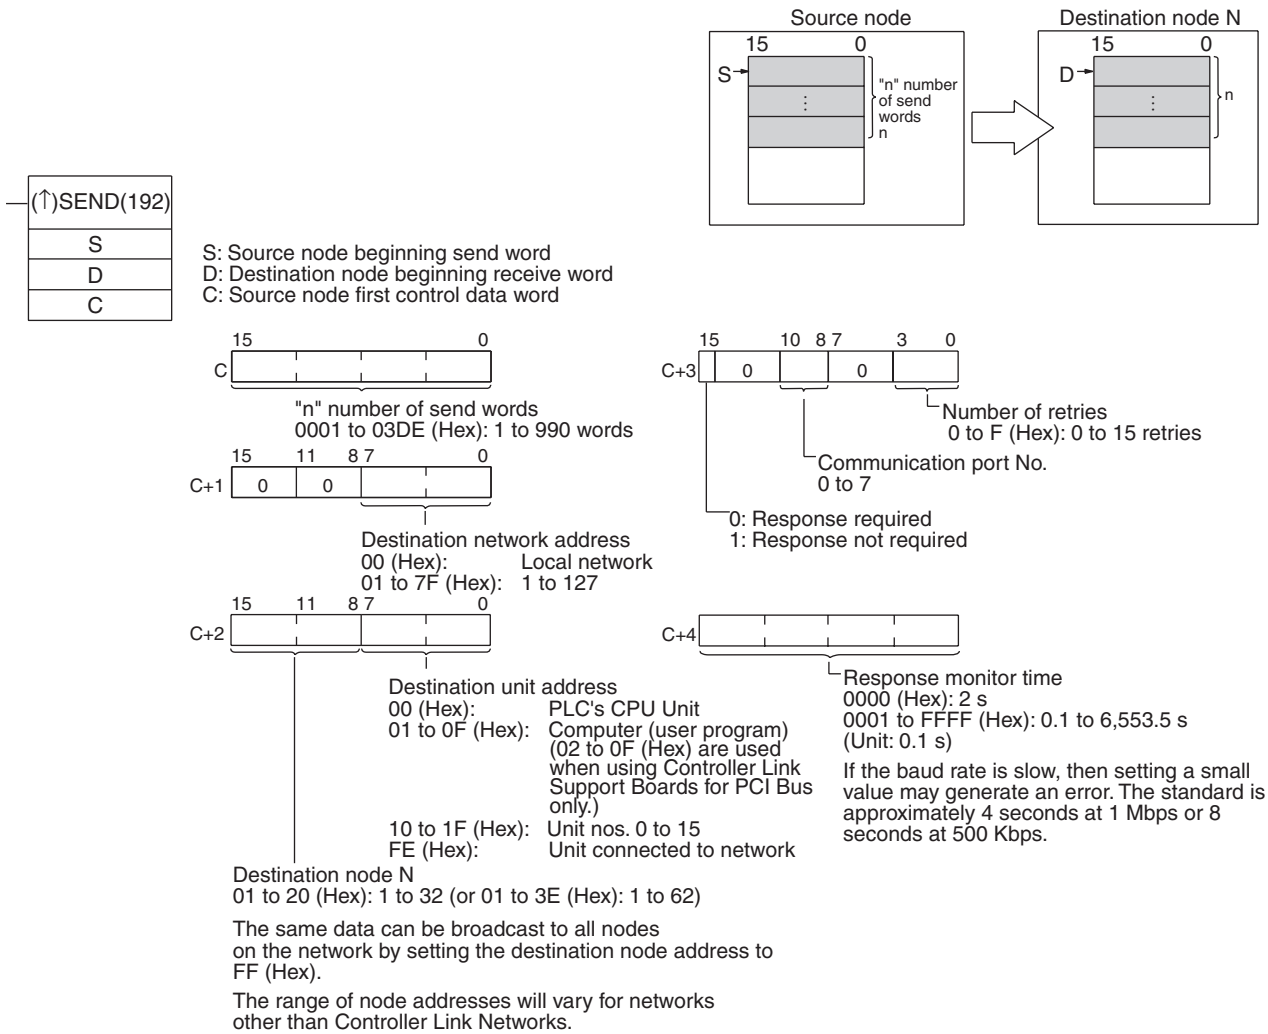 Source node
Destination node N
15 0
15 0
S
D
"n" number
of send
words
n
n
(↑)SEND(192)
S
D
C
S: Source node beginning send word
D: Destination node beginning receive word
C: Source node first control data word
15 0
C
"n" number of send words
0001 to 03DE (Hex): 1 to 990 words
15 11 8 7 0
C+1 0 0
Destination network address
00 (Hex): Local network
01 to 7F (Hex): 1 to 127
15 11 8 7 0
C+2
Destination unit address
00 (Hex): PLC's CPU Unit
01 to 0F (Hex): Computer (user program)
(02 to 0F (Hex) are used
when using Controller Link
Support Boards for PCI Bus
only.)
10 to 1F (Hex): Unit nos. 0 to 15
FE (Hex): Unit connected to network
Destination node N
01 to 20 (Hex): 1 to 32 (or 01 to 3E (Hex): 1 to 62)
The same data can be broadcast to all nodes
on the network by setting the destination node address to
FF (Hex).
The range of node addresses will vary for networks
other than Controller Link Networks.
15 10 8 7 3 0
C+3 0 0
Number of retries
0 to F (Hex): 0 to 15 retries
Communication port No.
0 to 7
0: Response required
1: Response not required
C+4
Response monitor time
0000 (Hex): 2 s
0001 to FFFF (Hex): 0.1 to 6,553.5 s
(Unit: 0.1 s)
If the baud rate is slow, then setting a small
value may generate an error. The standard is
approximately 4 seconds at 1 Mbps or 8
seconds at 500 Kbps.